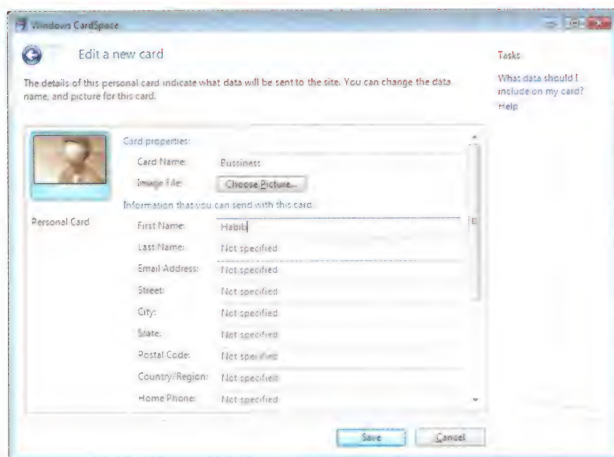 Windows CardSpace
Edit a new card
The details of this personal card indicate what data will be sent to the site. You can change the data
name, and picture for this card.
Tasks
What data should I
include on my card?
Help
Card properties:
Card Name: Bussiness
Image File: Choose Picture...
Information that you can send with this card
Personal Card
First Name: Habib
Last Name: Not specified
Email Address: Not specified
Street: Not specified
City: Not specified
State: Not specified
Postal Code: Not specified
Country/Region: Not specified
Home Phone: Not specified
Save Cancel